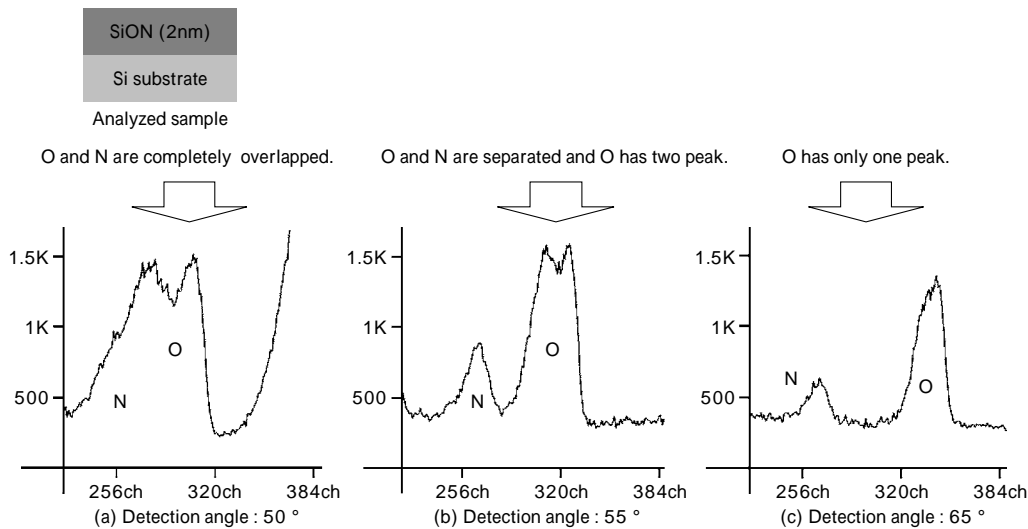 SiON (2nm)
Si substrate
Analyzed sample
O and N are completely overlapped.
O and N are separated and O has two peak.
O has only one peak.
1.5K
1K
500
O
N
256ch
320ch
384ch
(a) Detection angle : 50 °
1.5K
1K
500
O
N
256ch
320ch
384ch
(b) Detection angle : 55 °
1.5K
1K
500
N
O
256ch
320ch
384ch
(c) Detection angle : 65 °